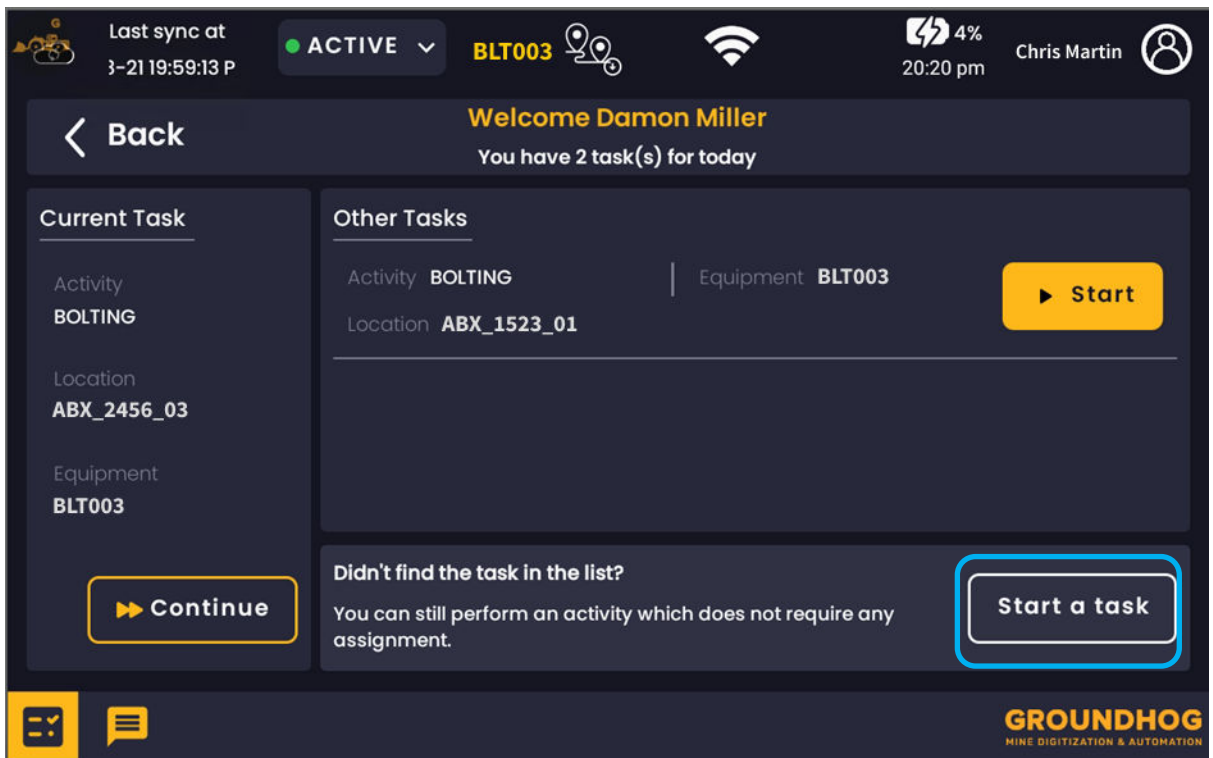 G
Last sync at
3-21 19:59:13 P
ACTIVE
BLT003
4%
20:20 pm
Chris Martin
Back
Welcome Damon Miller
You have 2 task(s) for today
Current Task
Activity
BOLTING
Location
ABX_2456_03
Equipment
BLT003
Continue
Other Tasks
Activity BOLTING
Equipment BLT003
Location ABX_1523_01
Start
Didn't find the task in the list?
You can still perform an activity which does not require any
assignment.
Start a task
GROUNDHOG
MINE DIGITIZATION & AUTOMATION